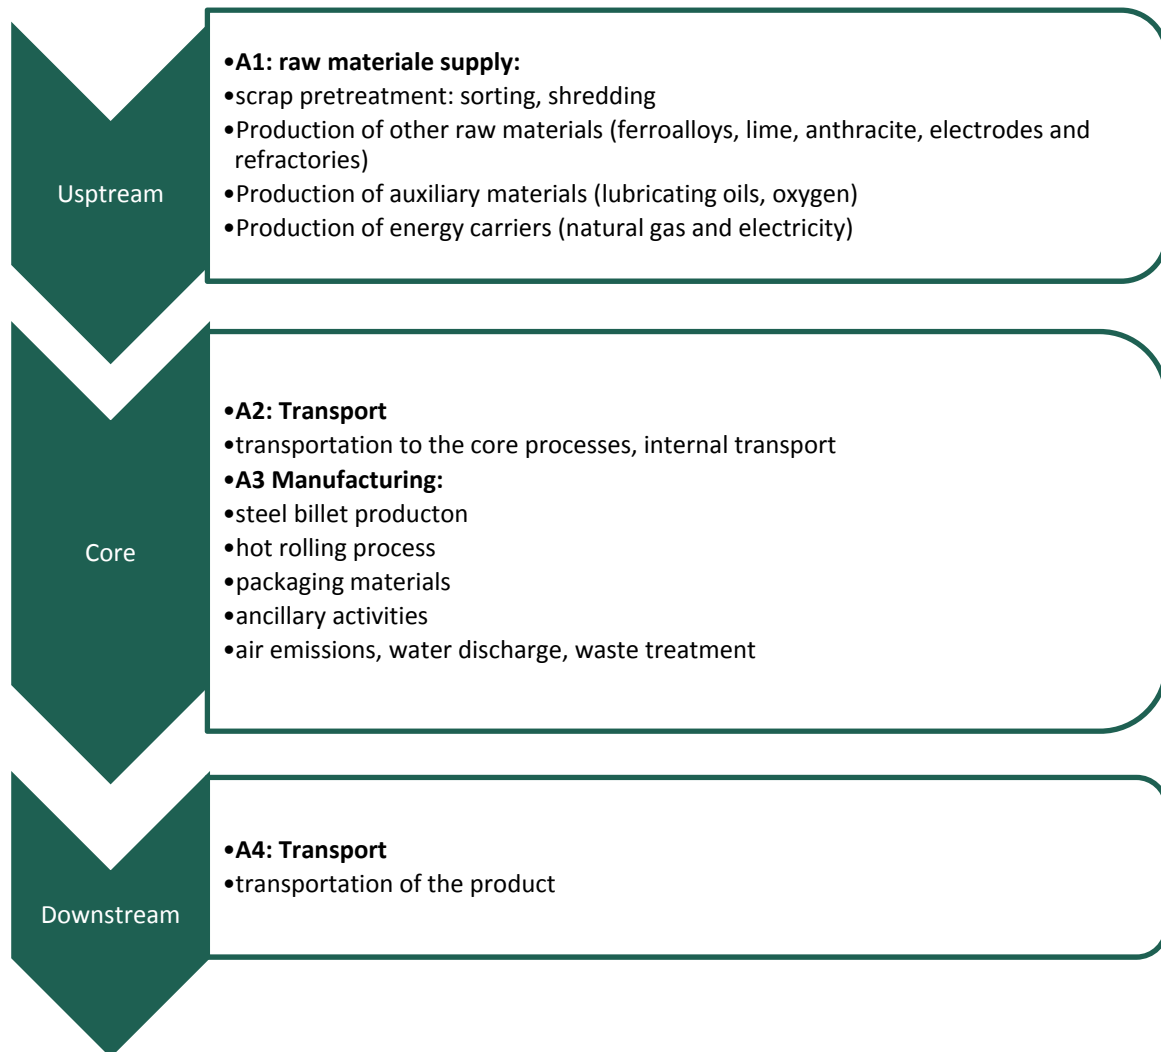 Usptream
•A1: raw materiale supply:
•scrap pretreatment: sorting, shredding
•Production of other raw materials (ferroalloys, lime, anthracite, electrodes and
refractories)
•Production of auxiliary materials (lubricating oils, oxygen)
•Production of energy carriers (natural gas and electricity)
Core
•A2: Transport
•transportation to the core processes, internal transport
•A3 Manufacturing:
•steel billet producton
•hot rolling process
•packaging materials
•ancillary activities
•air emissions, water discharge, waste treatment
Downstream
•A4: Transport
•transportation of the product